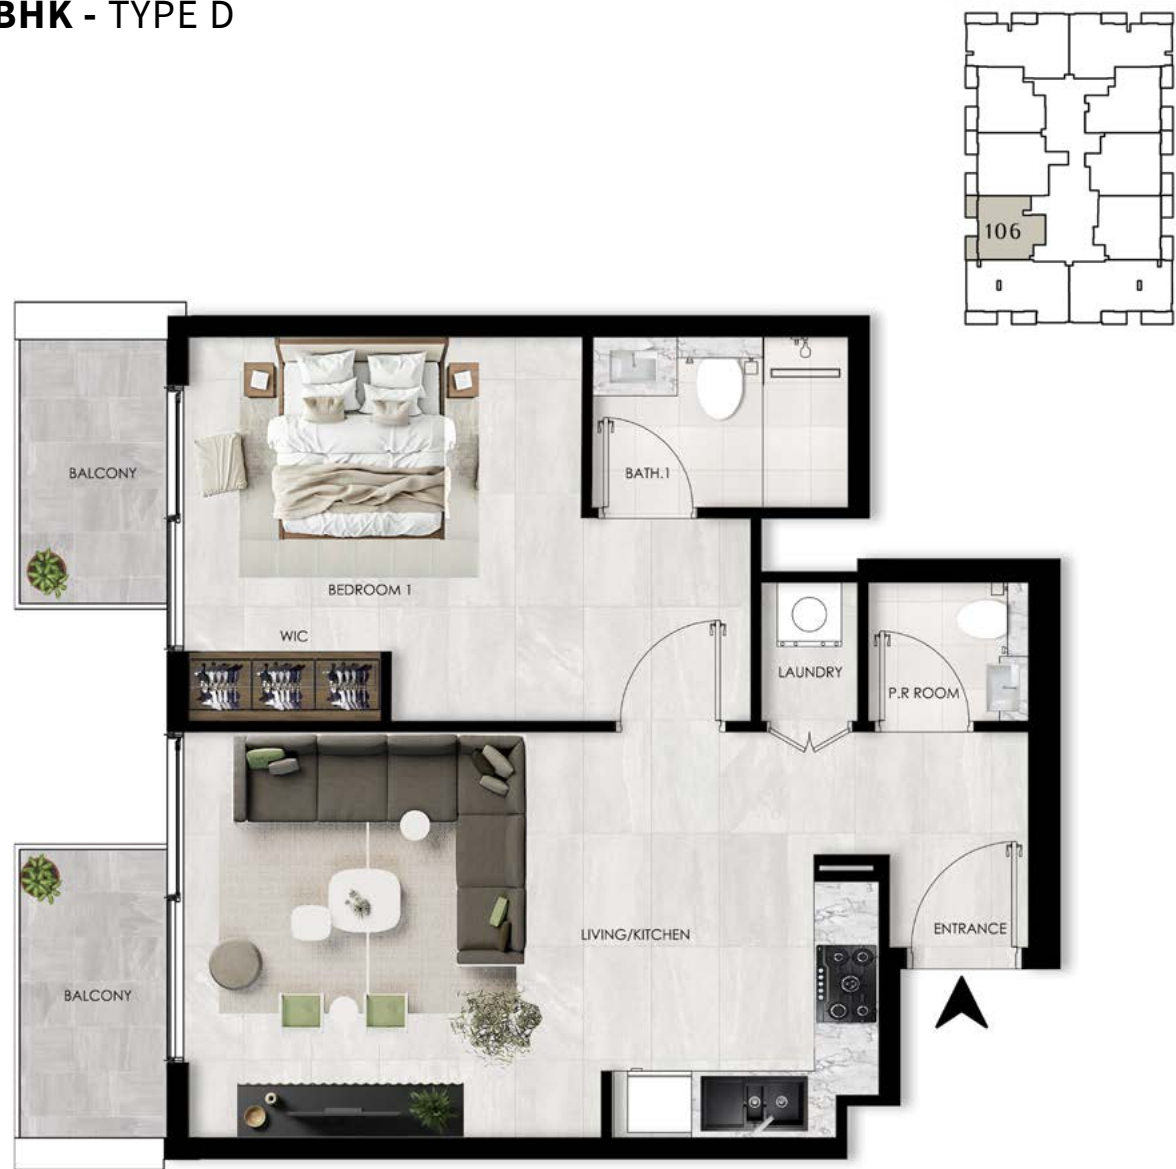 BHK - TYPE D
106
BALCONY
BATH.1
BEDROOM 1
WIC
LAUNDRY
P.R ROOM
LIVING/KITCHEN
ENTRANCE
BALCONY